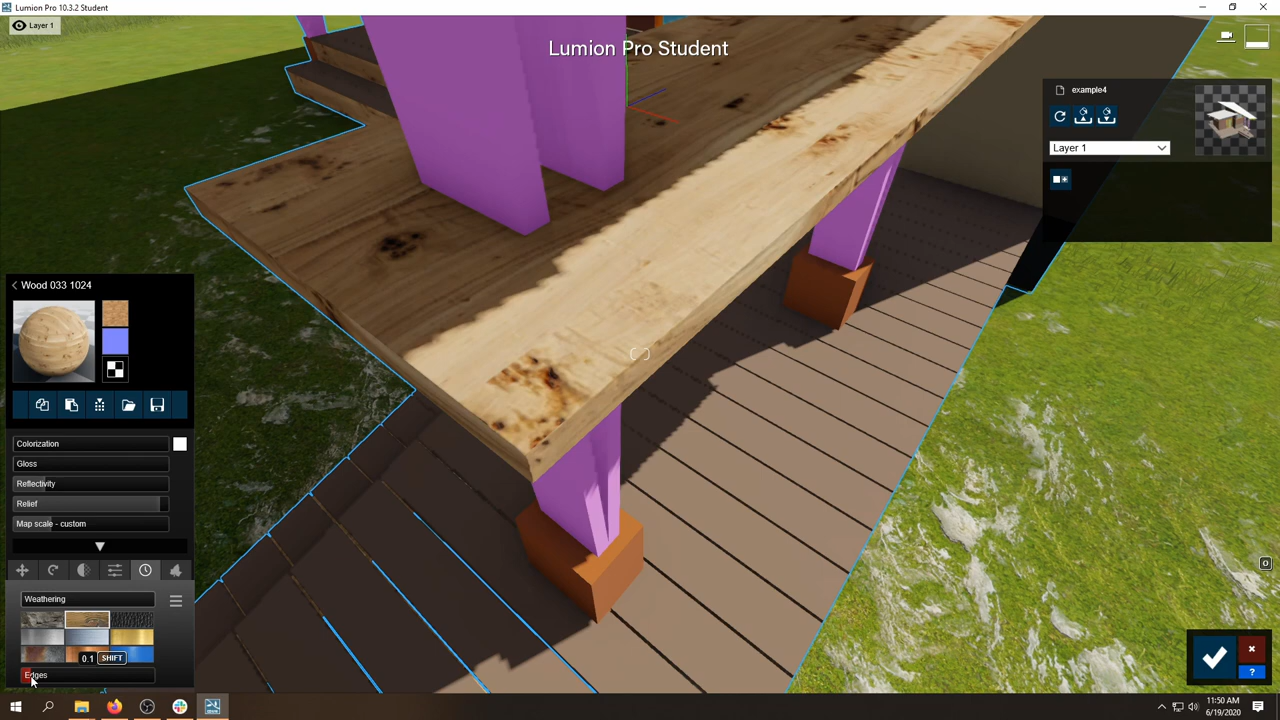 Lumion Pro 10.3.2 Student
Layer 1
Lumion Pro Student
example4
Layer 1
Wood 033 1024
Colorization
Gloss
Reflectivity
Relief
Map scale - custom
Weathering
0.1 SHIFT
Edges
?
11:50 AM
6/19/2020